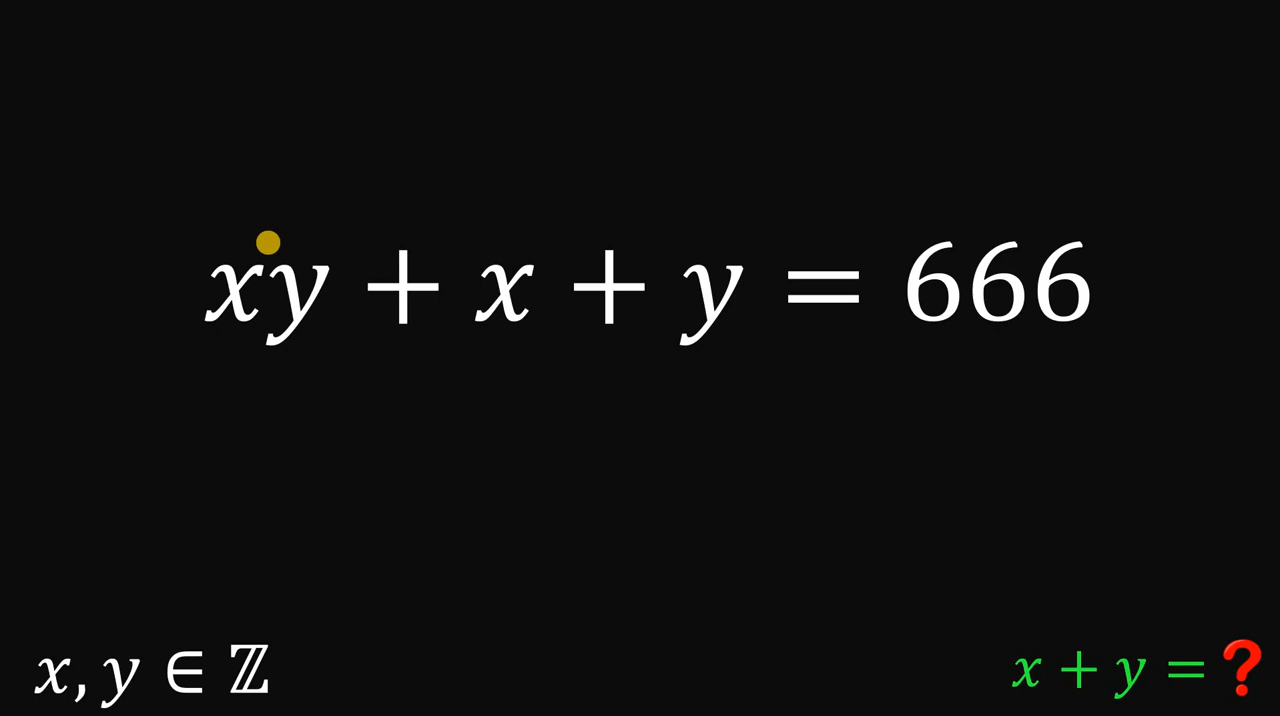 xy + x + y = 666
x, y ∈ ℤ
x + y = ❓